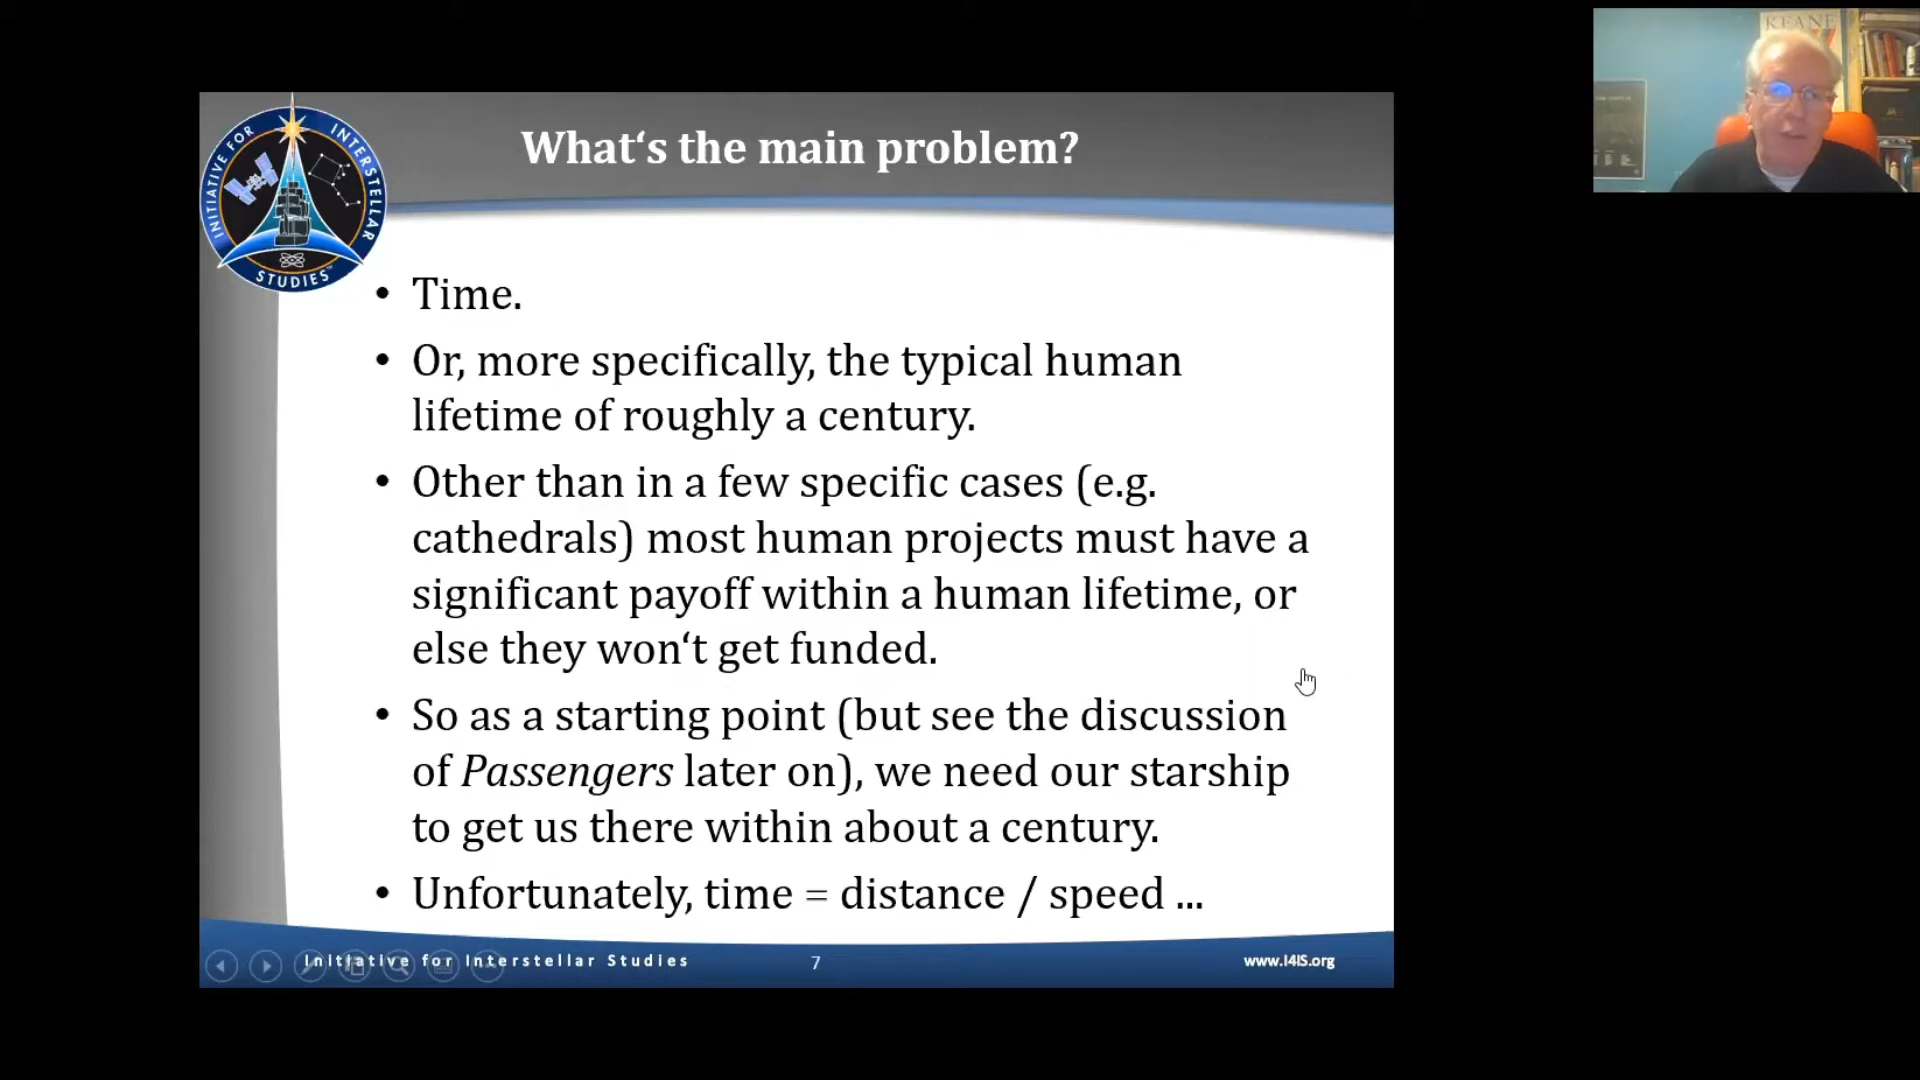 KEANE
INITIATIVE FOR INTERSTELLAR
STUDIES™
What‘s the main problem?
• Time.
• Or, more specifically, the typical human
lifetime of roughly a century.
• Other than in a few specific cases (e.g.
cathedrals) most human projects must have a
significant payoff within a human lifetime, or
else they won‘t get funded.
• So as a starting point (but see the discussion
of Passengers later on), we need our starship
to get us there within about a century.
• Unfortunately, time = distance / speed ...
Initiative for Interstellar Studies
7
www.I4IS.org